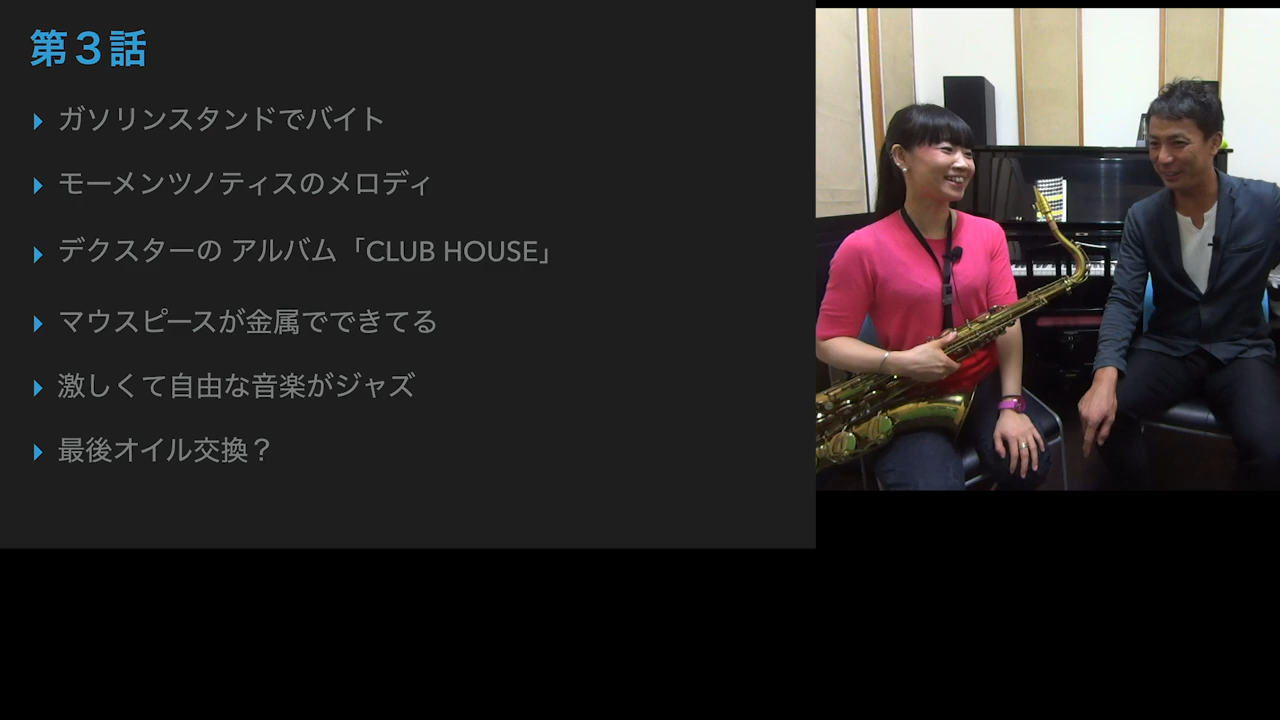 第３話
ガソリンスタンドでバイト
モーメンツノティスのメロディ
デクスターの アルバム「CLUB HOUSE」
マウスピースが金属でできてる
激しくて自由な音楽がジャズ
最後オイル交換？